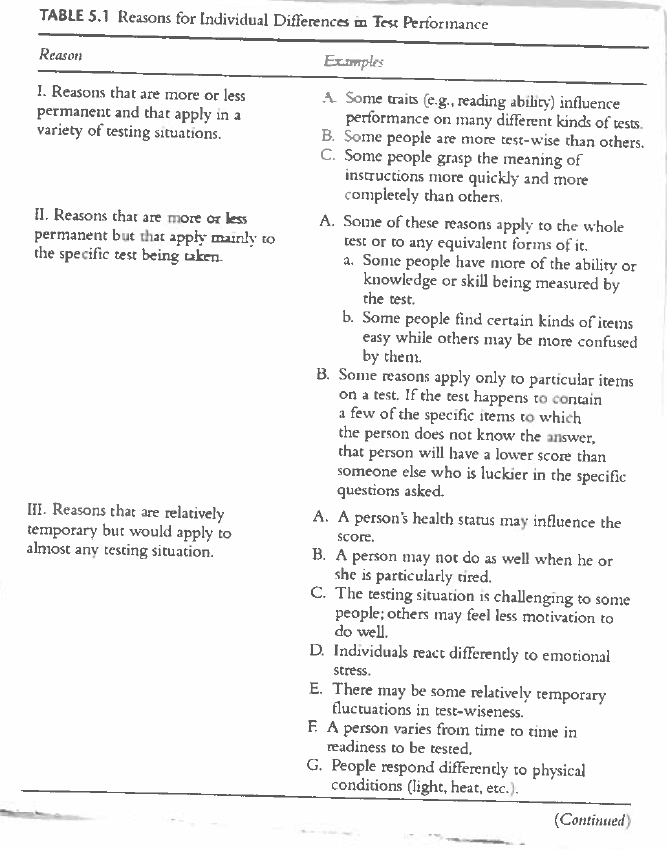 TABLE 5.1 Reasons for Individual Differences in Test Performance
Reason
Examples
I. Reasons that are more or less
permanent and that apply in a
variety of testing situations.
A. Some traits (e.g., reading ability) influence
performance on many different kinds of tests.
B. Some people are more test-wise than others.
C. Some people grasp the meaning of
instructions more quickly and more
completely than others.
II. Reasons that are more or less
permanent but that apply mainly to
the specific test being taken.
A. Some of these reasons apply to the whole
test or to any equivalent forms of it.
a. Some people have more of the ability or
knowledge or skill being measured by
the test.
b. Some people find certain kinds of items
easy while others may be more confused
by them.
B. Some reasons apply only to particular items
on a test. If the test happens to contain
a few of the specific items to which
the person does not know the answer,
that person will have a lower score than
someone else who is luckier in the specific
questions asked.
III. Reasons that are relatively
temporary but would apply to
almost any testing situation.
A. A person's health status may influence the
score.
B. A person may not do as well when he or
she is particularly tired.
C. The testing situation is challenging to some
people; others may feel less motivation to
do well.
D. Individuals react differently to emotional
stress.
E. There may be some relatively temporary
fluctuations in test-wiseness.
F. A person varies from time to time in
readiness to be tested.
G. People respond differently to physical
conditions (light, heat, etc.).
(Continued)